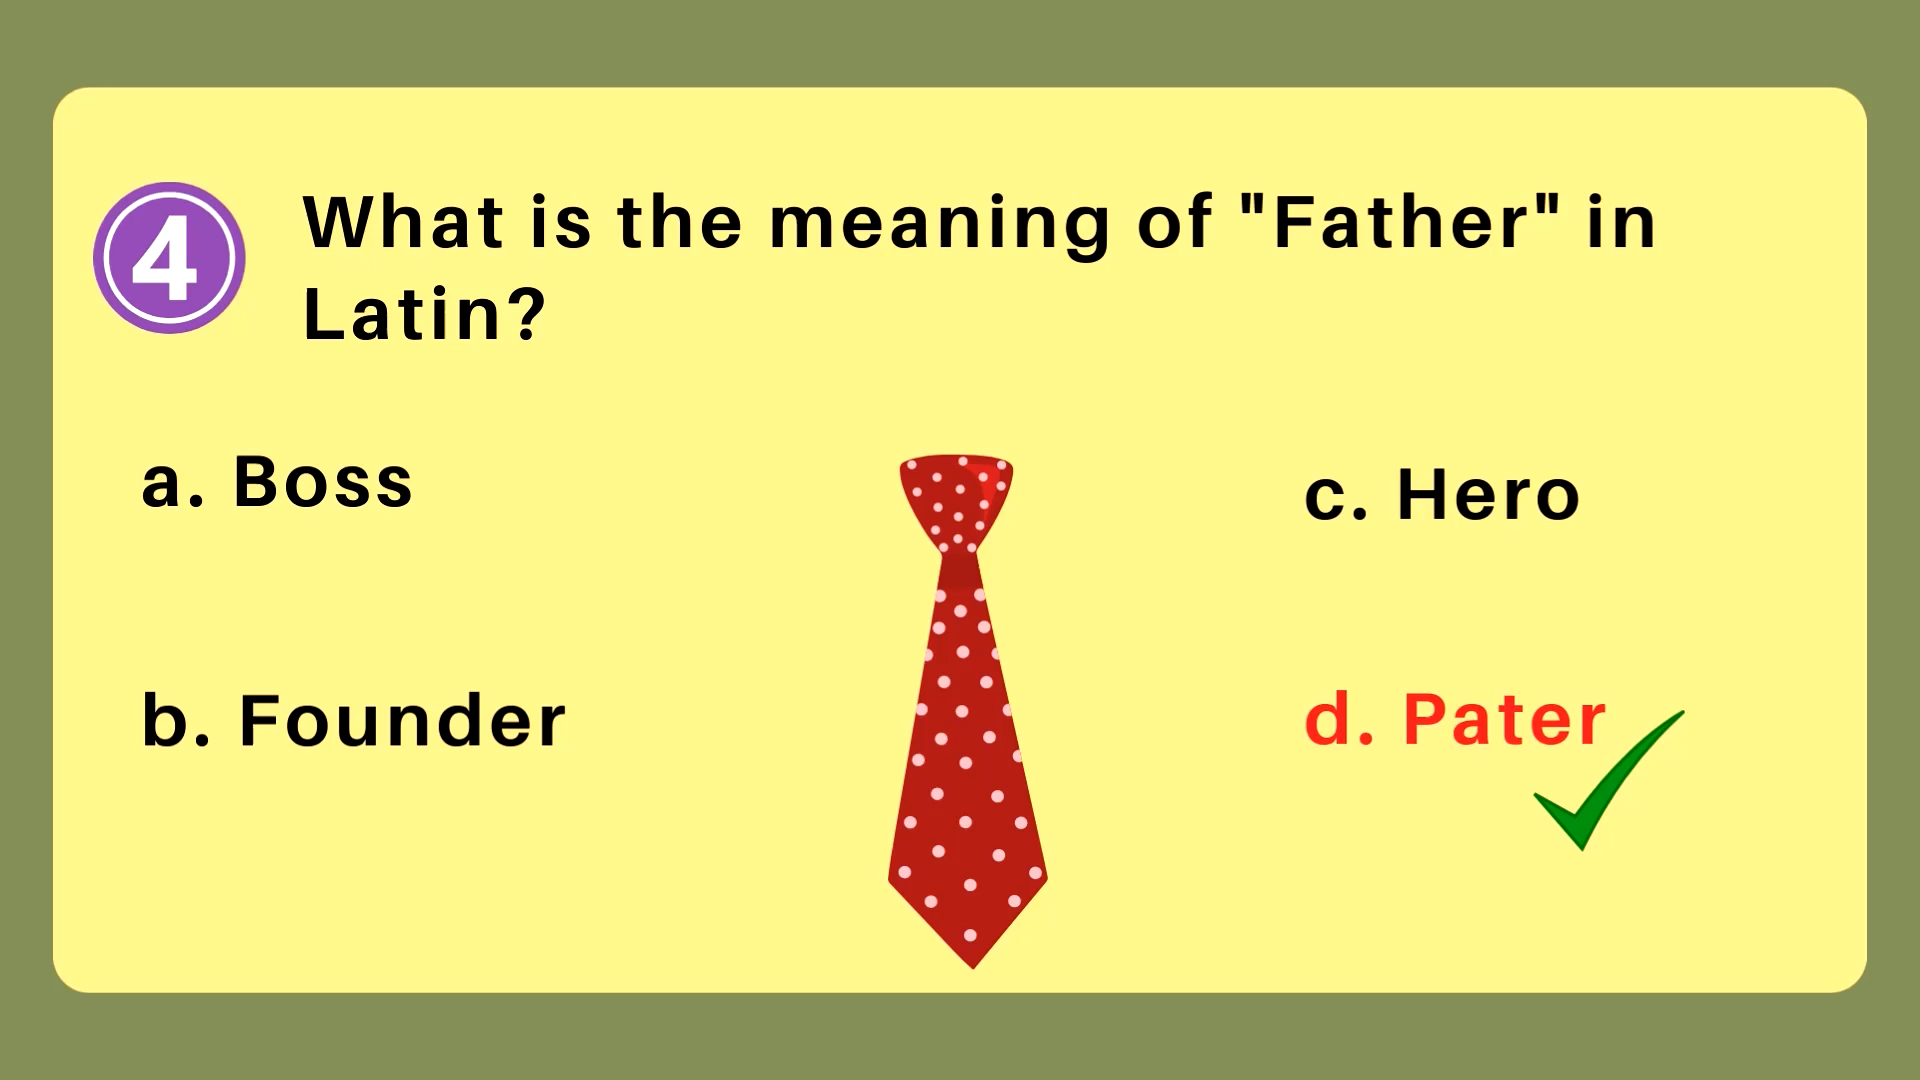 4
What is the meaning of "Father" in
Latin?
a. Boss
b. Founder
c. Hero
d. Pater